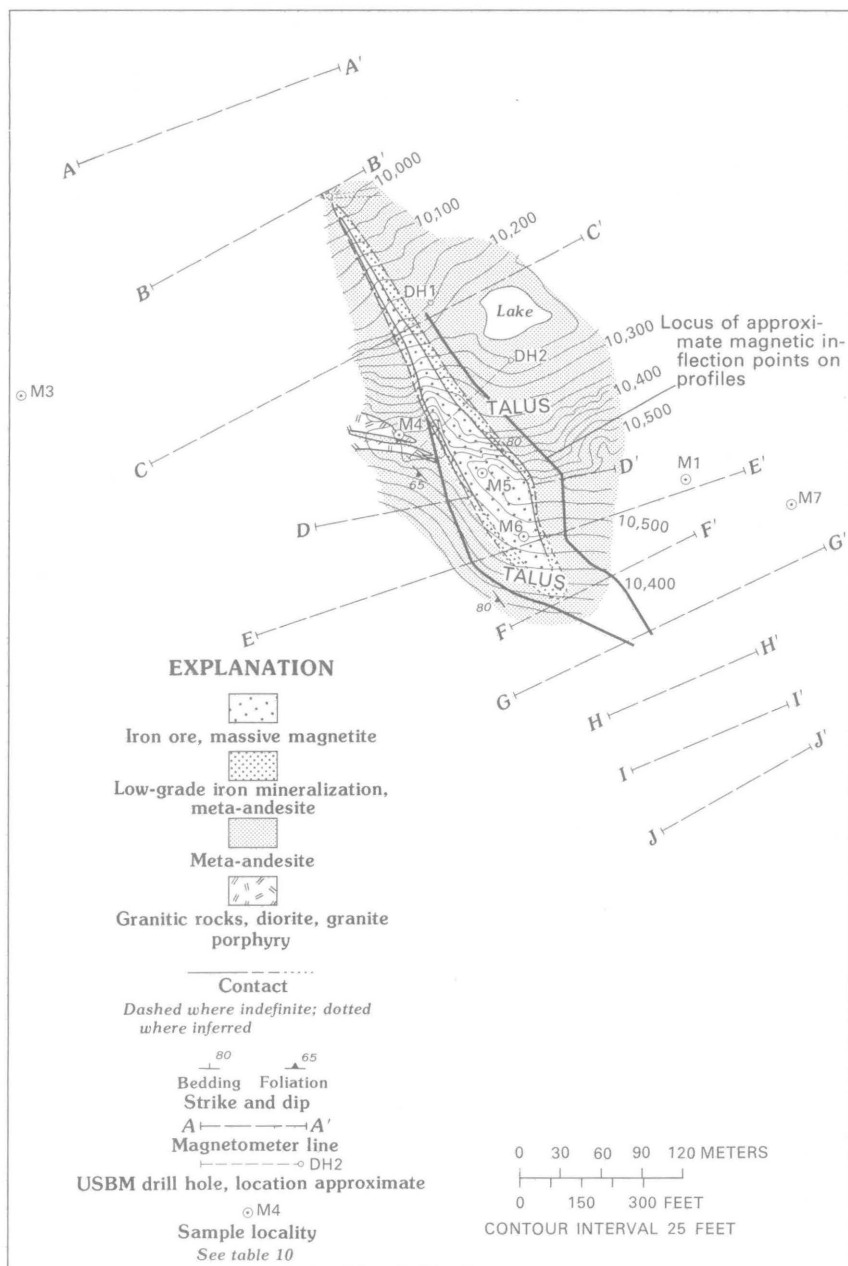 A
A'
B
B'
10,000
10,100
10,200
C
C'
DH1
Lake
DH2
10,300
Locus of approxi-
mate magnetic in-
flection points on
profiles
10,400
10,500
TALUS
M3
M4
80
65
M5
D
D'
M1
E'
M7
M6
10,500
F'
G'
TALUS
10,400
80
E
F
G
H
H'
I
I'
J
J'
EXPLANATION
Iron ore, massive magnetite
Low-grade iron mineralization,
meta-andesite
Meta-andesite
Granitic rocks, diorite, granite
porphyry
Contact
Dashed where indefinite; dotted
where inferred
80 65
Bedding Foliation
Strike and dip
A A'
Magnetometer line
DH2
USBM drill hole, location approximate
M4
Sample locality
See table 10
0 30 60 90 120 METERS
0 150 300 FEET
CONTOUR INTERVAL 25 FEET